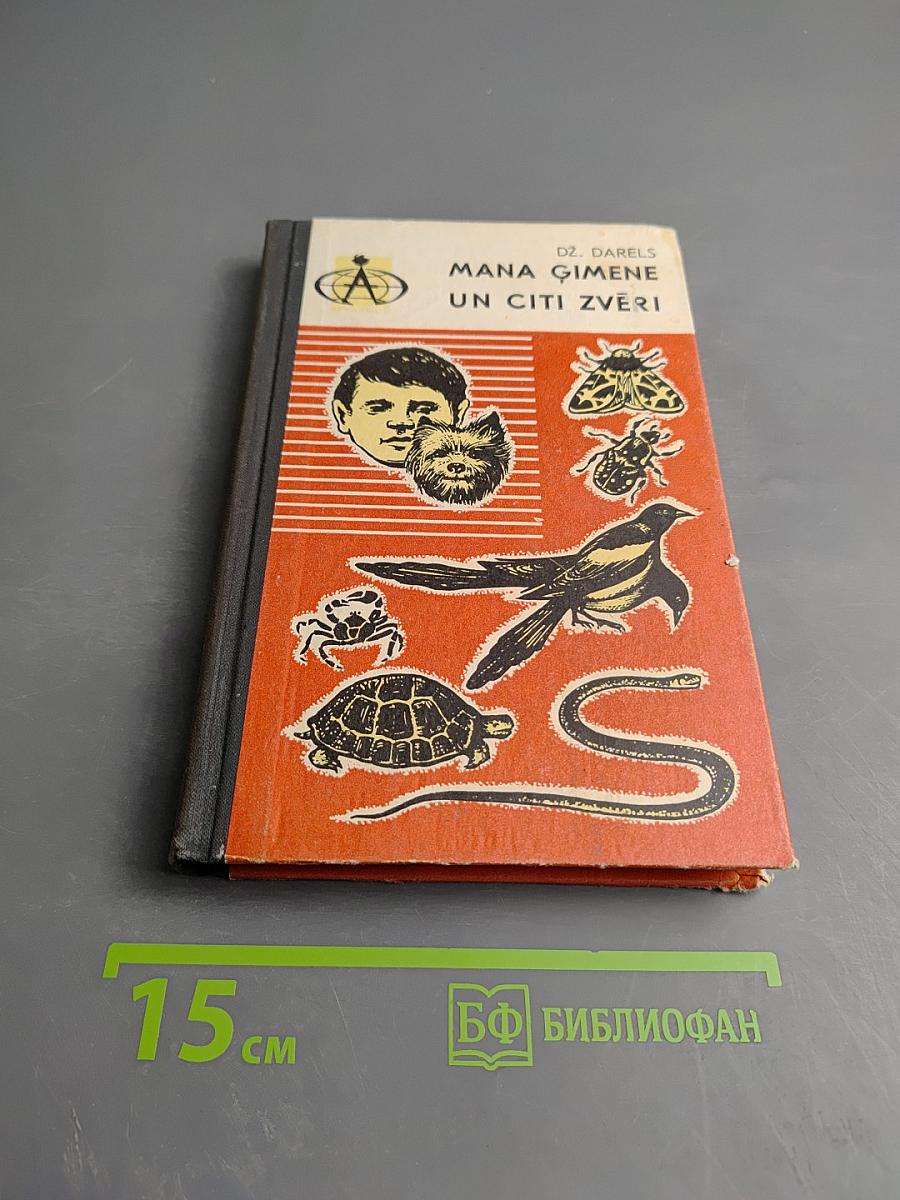 DŽ. DARELS
MANA ĢIMENE
UN CITI ZVĒRI
A
15 см
БФ БИБЛИОФАН